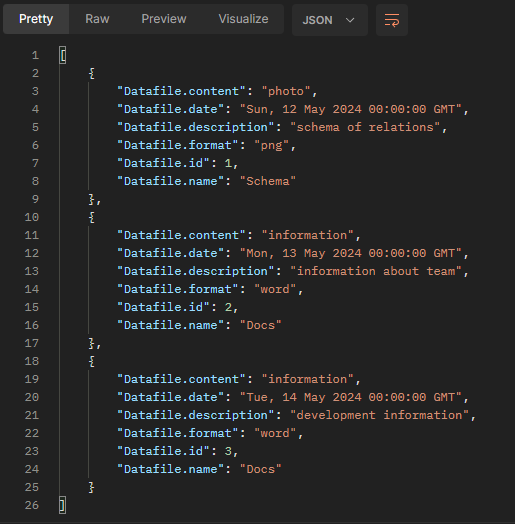 Pretty Raw Preview Visualize JSON
1 [
2 {
3 "Datafile.content": "photo",
4 "Datafile.date": "Sun, 12 May 2024 00:00:00 GMT",
5 "Datafile.description": "schema of relations",
6 "Datafile.format": "png",
7 "Datafile.id": 1,
8 "Datafile.name": "Schema"
9 },
10 {
11 "Datafile.content": "information",
12 "Datafile.date": "Mon, 13 May 2024 00:00:00 GMT",
13 "Datafile.description": "information about team",
14 "Datafile.format": "word",
15 "Datafile.id": 2,
16 "Datafile.name": "Docs"
17 },
18 {
19 "Datafile.content": "information",
20 "Datafile.date": "Tue, 14 May 2024 00:00:00 GMT",
21 "Datafile.description": "development information",
22 "Datafile.format": "word",
23 "Datafile.id": 3,
24 "Datafile.name": "Docs"
25 }
26 ]